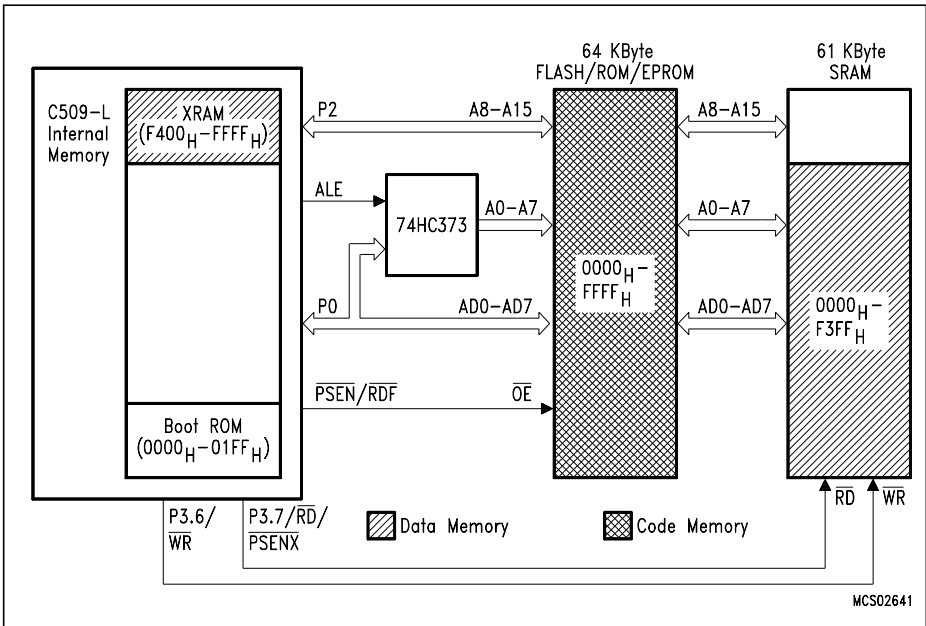 64 KByte
FLASH/ROM/EPROM
61 KByte
SRAM
C509-L
Internal
Memory
XRAM
(F400H-FFFFH)
P2
A8-A15
A8-A15
ALE
74HC373
A0-A7
A0-A7
0000H-
FFFFH
P0
AD0-AD7
AD0-AD7
0000H-
F3FFH
PSEN/RDF
OE
Boot ROM
(0000H-01FFH)
RD
WR
P3.6/
WR
P3.7/RD/
PSENX
Data Memory
Code Memory
MCS02641